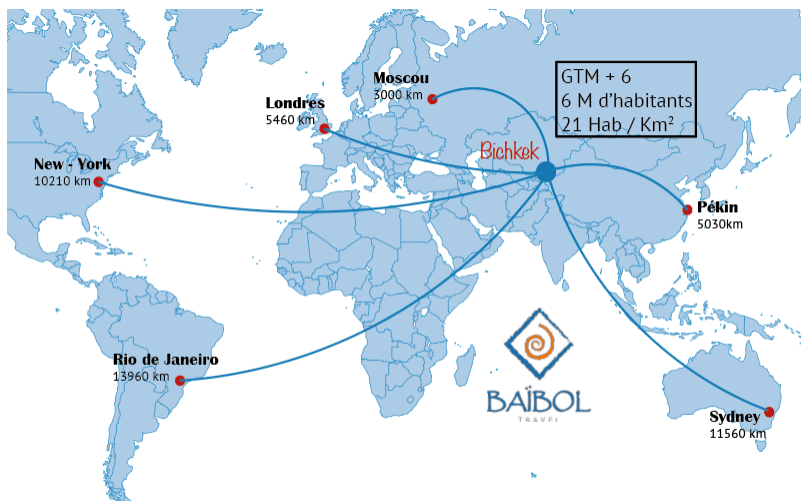 Moscou
3000 km
GTM + 6
6 M d'habitants
21 Hab / Km²
Londres
5460 km
Bichkek
New - York
10210 km
Pékin
5030km
Rio de Janeiro
13960 km
BAÏBOL
TRAVEL
Sydney
11560 km